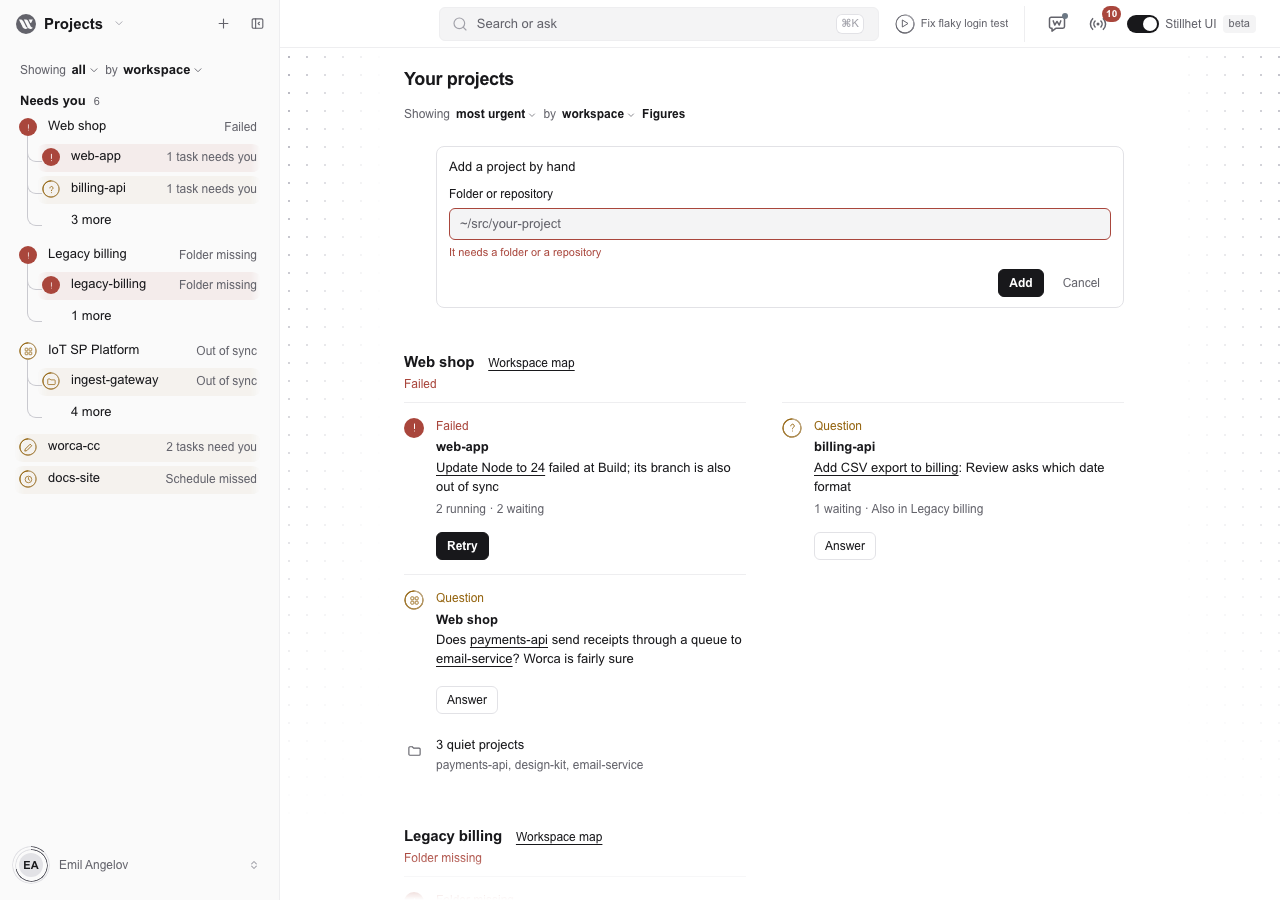 Projects
Search or ask
⌘K
Fix flaky login test
10
Stillhet UI
beta
Showing all by workspace
Needs you 6
Web shop Failed
web-app 1 task needs you
billing-api 1 task needs you
3 more
Legacy billing Folder missing
legacy-billing Folder missing
1 more
IoT SP Platform Out of sync
ingest-gateway Out of sync
4 more
worca-cc 2 tasks need you
docs-site Schedule missed
EA Emil Angelov
Your projects
Showing most urgent by workspace Figures
Add a project by hand
Folder or repository
~/src/your-project
It needs a folder or a repository
Add Cancel
Web shop Workspace map
Failed
Failed
web-app
Update Node to 24 failed at Build; its branch is also
out of sync
2 running · 2 waiting
Retry
Question
billing-api
Add CSV export to billing: Review asks which date
format
1 waiting · Also in Legacy billing
Answer
Question
Web shop
Does payments-api send receipts through a queue to
email-service? Worca is fairly sure
Answer
3 quiet projects
payments-api, design-kit, email-service
Legacy billing Workspace map
Folder missing